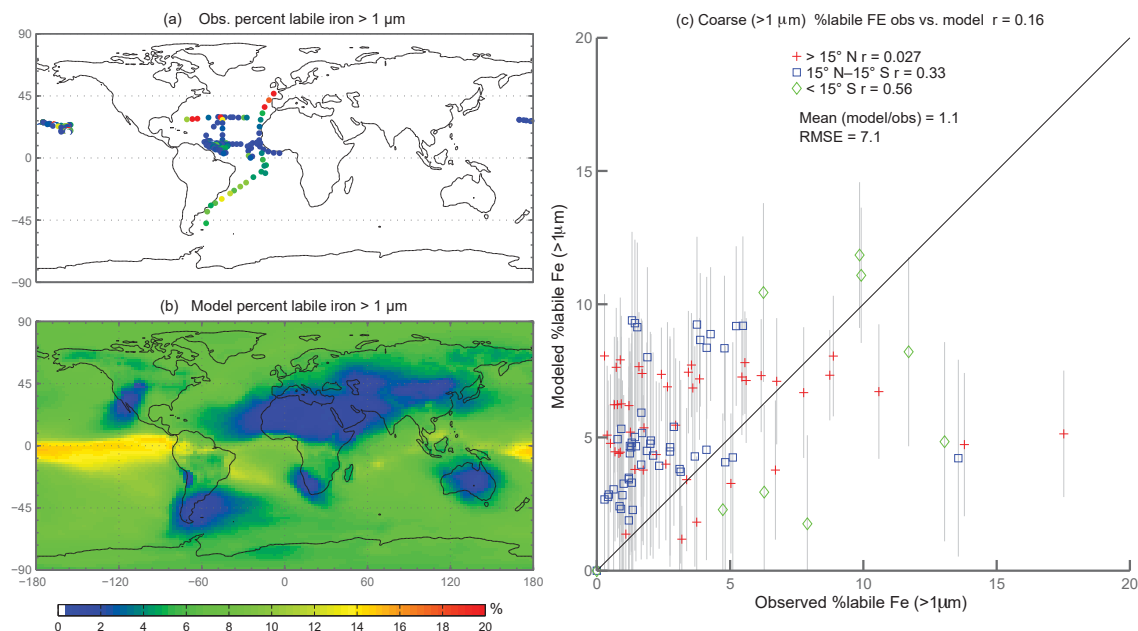 (a) Obs. percent labile iron > 1 µm
90
45
0
−45
−90
(b) Model percent labile iron > 1 µm
90
45
0
−45
−90
−180 −120 −60 0 60 120 180
%
0 2 4 6 8 10 12 14 16 18 20
(c) Coarse (>1 µm) %labile FE obs vs. model r = 0.16
> 15° N r = 0.027
15° N–15° S r = 0.33
< 15° S r = 0.56
Mean (model/obs) = 1.1
RMSE = 7.1
Modeled %labile Fe (>1µm)
20
15
10
5
0
0 5 10 15 20
Observed %labile Fe (>1µm)